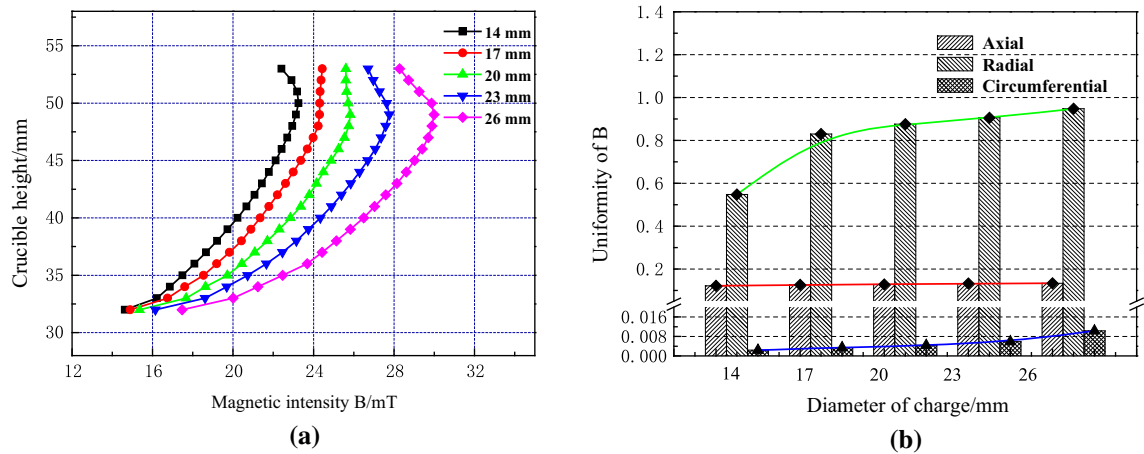 (a)
55
50
45
40
35
30
Crucible height/mm
14 mm
17 mm
20 mm
23 mm
26 mm
12 16 20 24 28 32
Magnetic intensity B/mT
(a)
(b)
1.4
1.2
1.0
0.8
0.6
0.4
0.2
0.016
0.008
0.000
Uniformity of B
Axial
Radial
Circumferential
14 17 20 23 26
Diameter of charge/mm
(b)